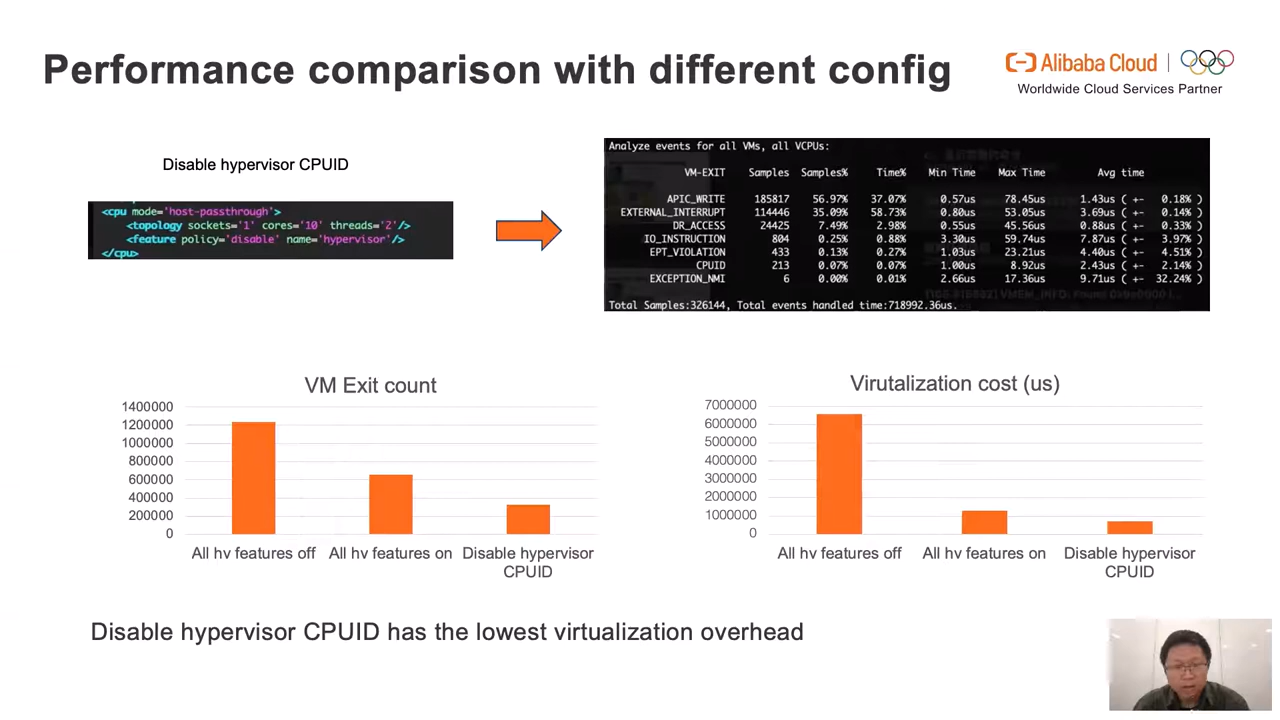 Performance comparison with different config
Alibaba Cloud
Worldwide Cloud Services Partner
Disable hypervisor CPUID
<cpu mode='host-passthrough'>
<topology sockets='1' cores='10' threads='2'/>
<feature policy='disable' name='hypervisor'/>
</cpu>
Analyze events for all VMs, all VCPUs:
VM-EXIT Samples Samples% Time% Min Time Max Time Avg time
APIC_WRITE 185817 56.97% 37.07% 0.57us 78.45us 1.43us ( +- 0.18% )
EXTERNAL_INTERRUPT 114446 35.09% 58.73% 0.80us 53.05us 3.69us ( +- 0.14% )
DR_ACCESS 24425 7.49% 2.98% 0.55us 45.56us 0.88us ( +- 0.33% )
IO_INSTRUCTION 804 0.25% 0.88% 3.30us 59.74us 7.87us ( +- 3.97% )
EPT_VIOLATION 433 0.13% 0.27% 1.03us 23.21us 4.40us ( +- 4.51% )
CPUID 213 0.07% 0.07% 1.00us 8.92us 2.43us ( +- 2.14% )
EXCEPTION_NMI 6 0.00% 0.01% 2.66us 17.36us 9.71us ( +- 32.24% )
Total Samples:326144, Total events handled time:718992.36us.
VM Exit count
1400000
1200000
1000000
800000
600000
400000
200000
0
All hv features off All hv features on Disable hypervisor
CPUID
Virutalization cost (us)
7000000
6000000
5000000
4000000
3000000
2000000
1000000
0
All hv features off All hv features on Disable hypervisor
CPUID
Disable hypervisor CPUID has the lowest virtualization overhead